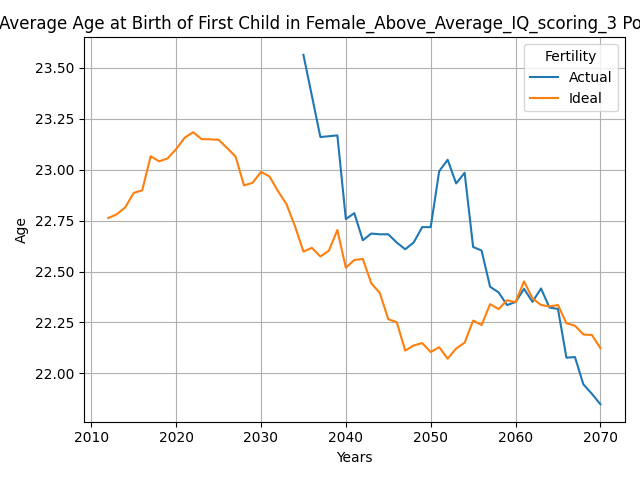 Average Age at Birth of First Child in Female_Above_Average_IQ_scoring_3 Po
Fertility
Actual
Ideal
23.50
23.25
23.00
22.75
22.50
22.25
22.00
Age
2010 2020 2030 2040 2050 2060 2070
Years